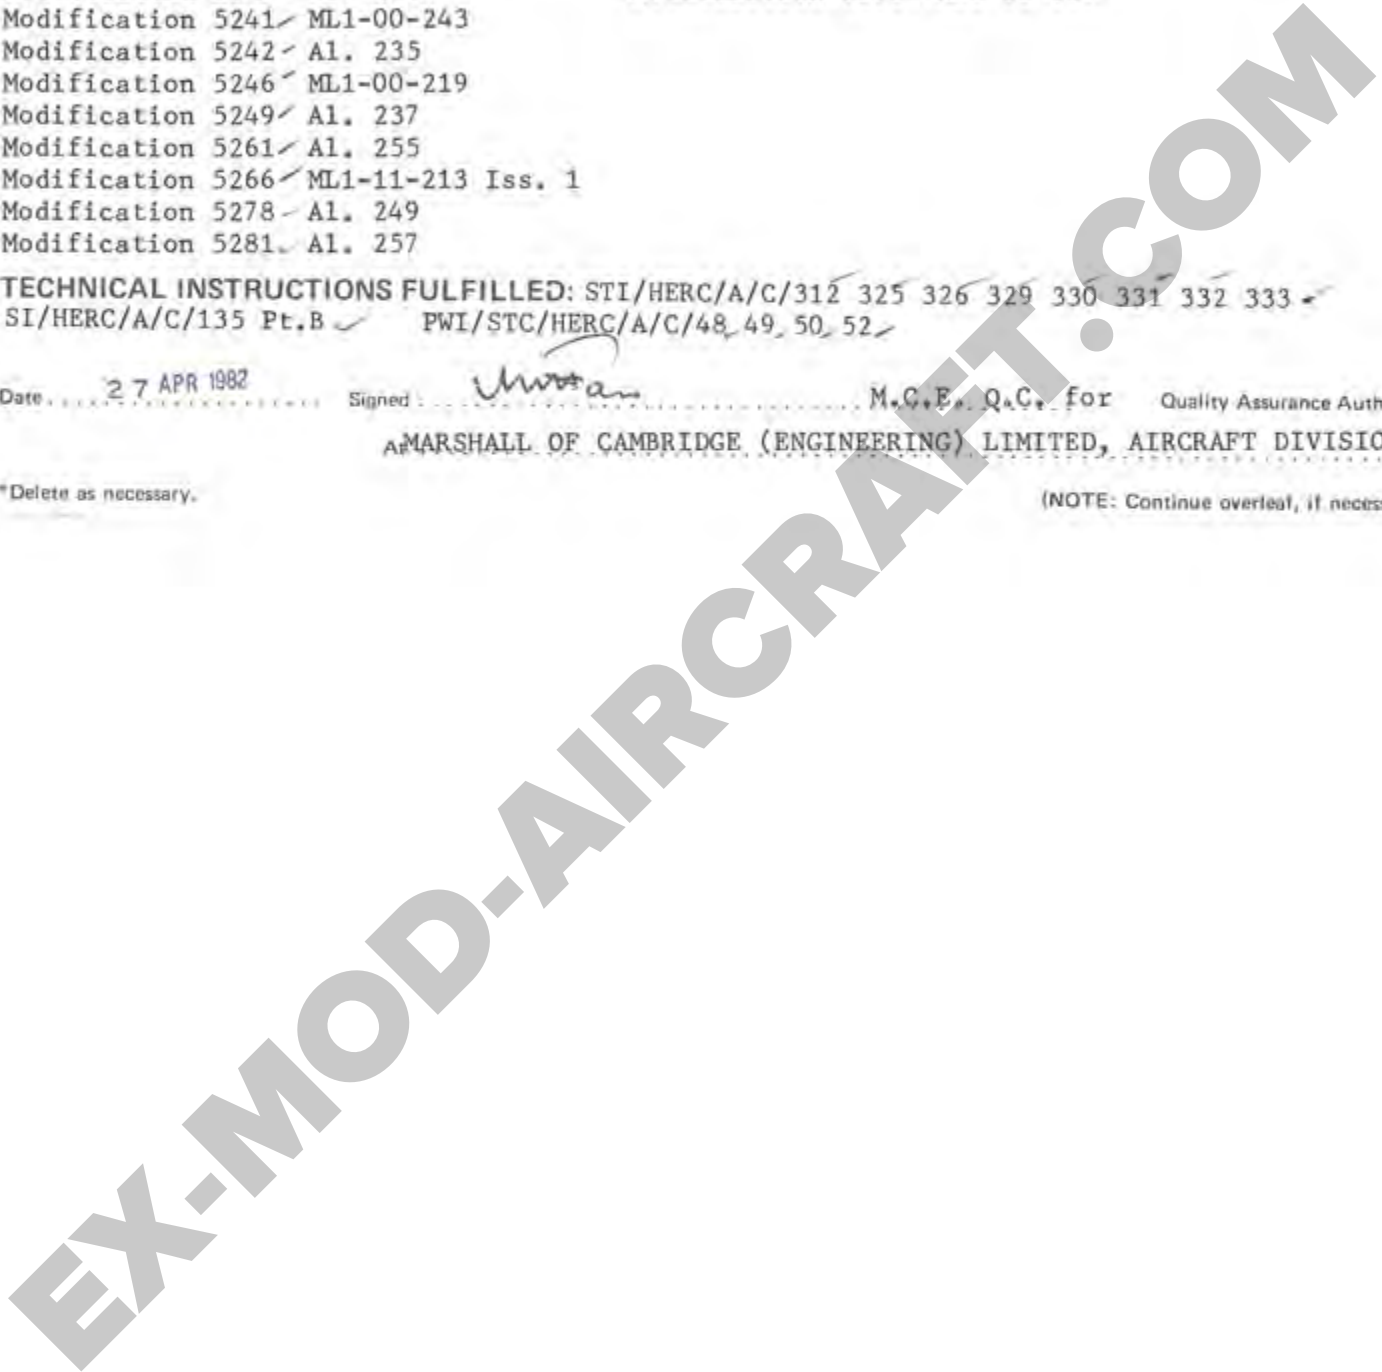 Modification 5241 ML1-00-243
Modification 5242 Al. 235
Modification 5246 ML1-00-219
Modification 5249 Al. 237
Modification 5261 Al. 255
Modification 5266 ML1-11-213 Iss. 1
Modification 5278 Al. 249
Modification 5281 Al. 257
TECHNICAL INSTRUCTIONS FULFILLED: STI/HERC/A/C/312 325 326 329 330 331 332 333
SI/HERC/A/C/135 Pt.B PWI/STC/HERC/A/C/48, 49, 50, 52
Date 27 APR 1982 Signed M.C.E. Q.C. for Quality Assurance Auth
MARSHALL OF CAMBRIDGE (ENGINEERING) LIMITED, AIRCRAFT DIVISIO
*Delete as necessary. (NOTE: Continue overleaf, if necess
EX-MOD-AIRCRAFT.COM